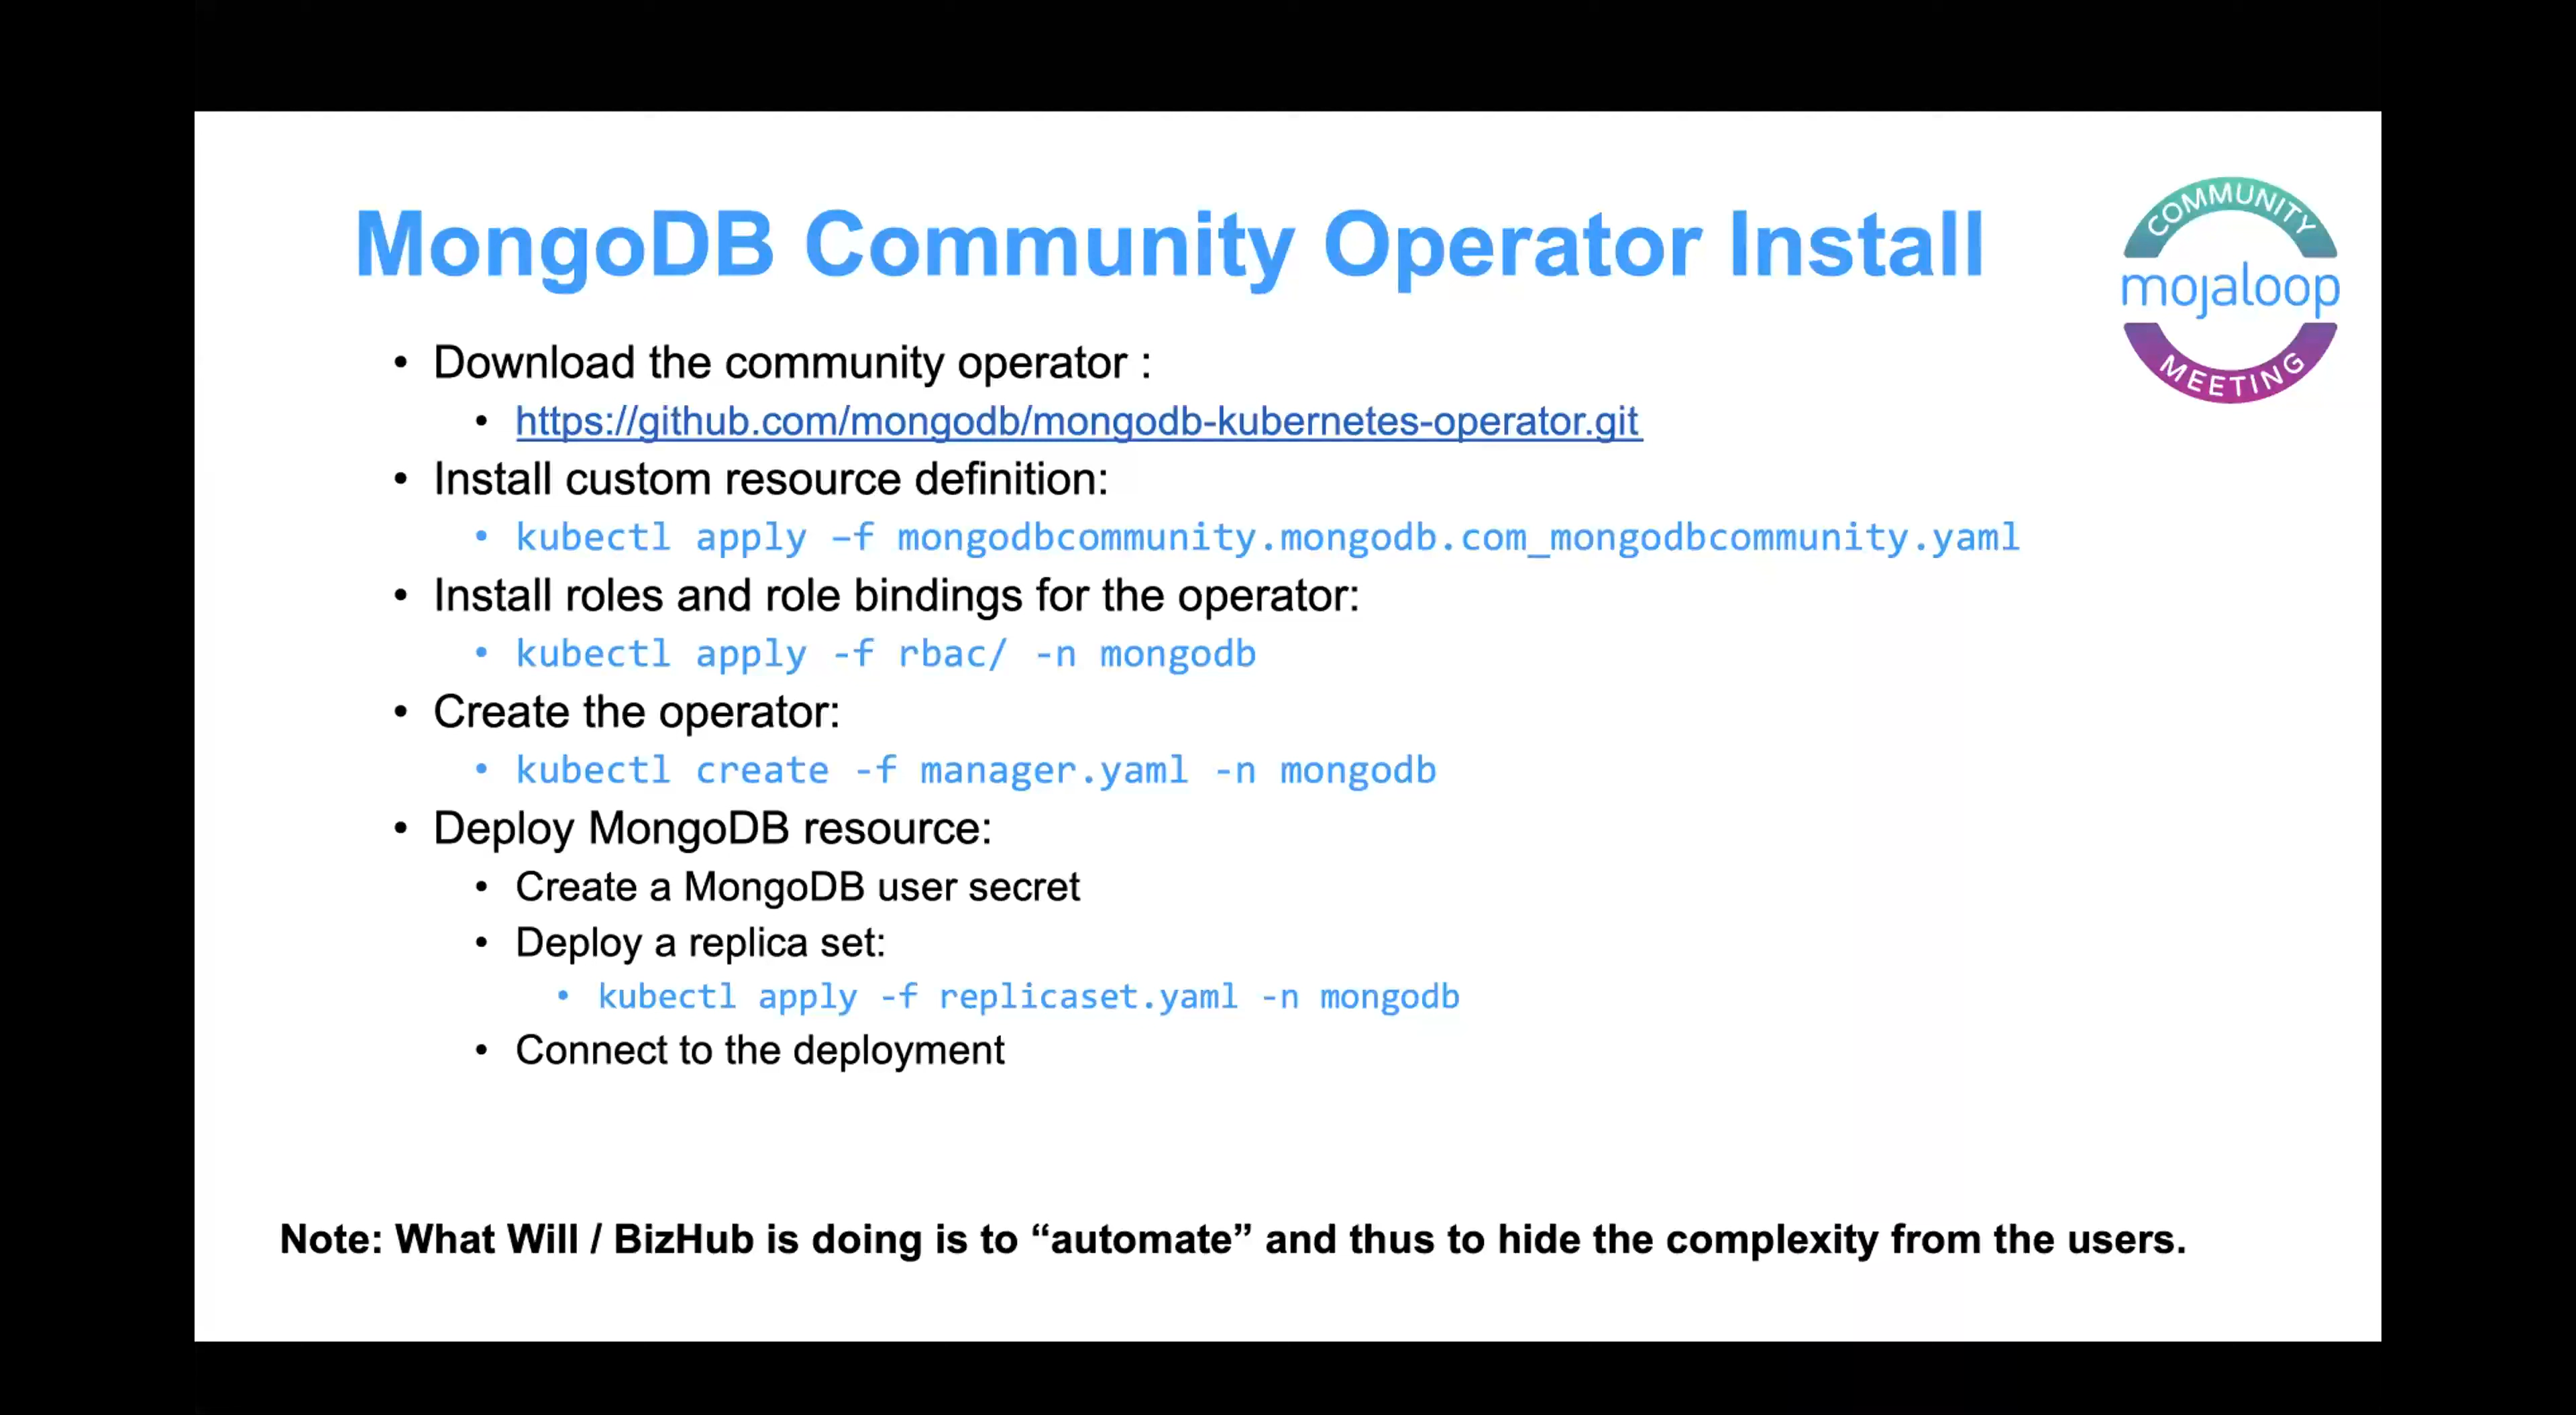 MongoDB Community Operator Install
COMMUNITY
mojaloop
MEETING
• Download the community operator :
• https://github.com/mongodb/mongodb-kubernetes-operator.git
• Install custom resource definition:
• kubectl apply –f mongodbcommunity.mongodb.com_mongodbcommunity.yaml
• Install roles and role bindings for the operator:
• kubectl apply -f rbac/ -n mongodb
• Create the operator:
• kubectl create -f manager.yaml -n mongodb
• Deploy MongoDB resource:
• Create a MongoDB user secret
• Deploy a replica set:
• kubectl apply -f replicaset.yaml -n mongodb
• Connect to the deployment
Note: What Will / BizHub is doing is to “automate” and thus to hide the complexity from the users.